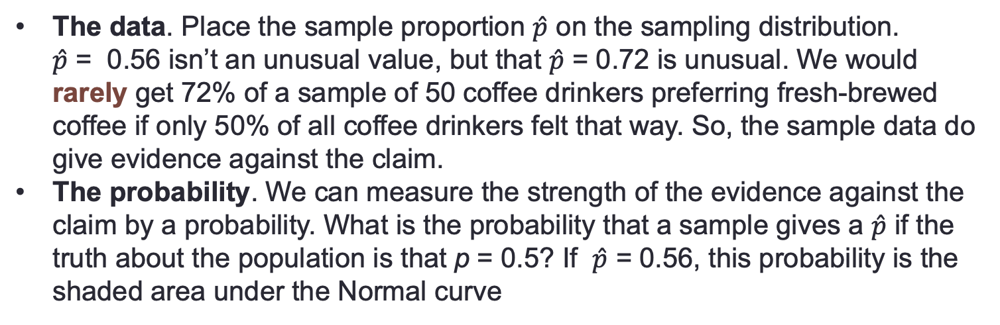 • The data. Place the sample proportion p̂ on the sampling distribution.
p̂ = 0.56 isn’t an unusual value, but that p̂ = 0.72 is unusual. We would
rarely get 72% of a sample of 50 coffee drinkers preferring fresh-brewed
coffee if only 50% of all coffee drinkers felt that way. So, the sample data do
give evidence against the claim.
• The probability. We can measure the strength of the evidence against the
claim by a probability. What is the probability that a sample gives a p̂ if the
truth about the population is that p = 0.5? If p̂ = 0.56, this probability is the
shaded area under the Normal curve